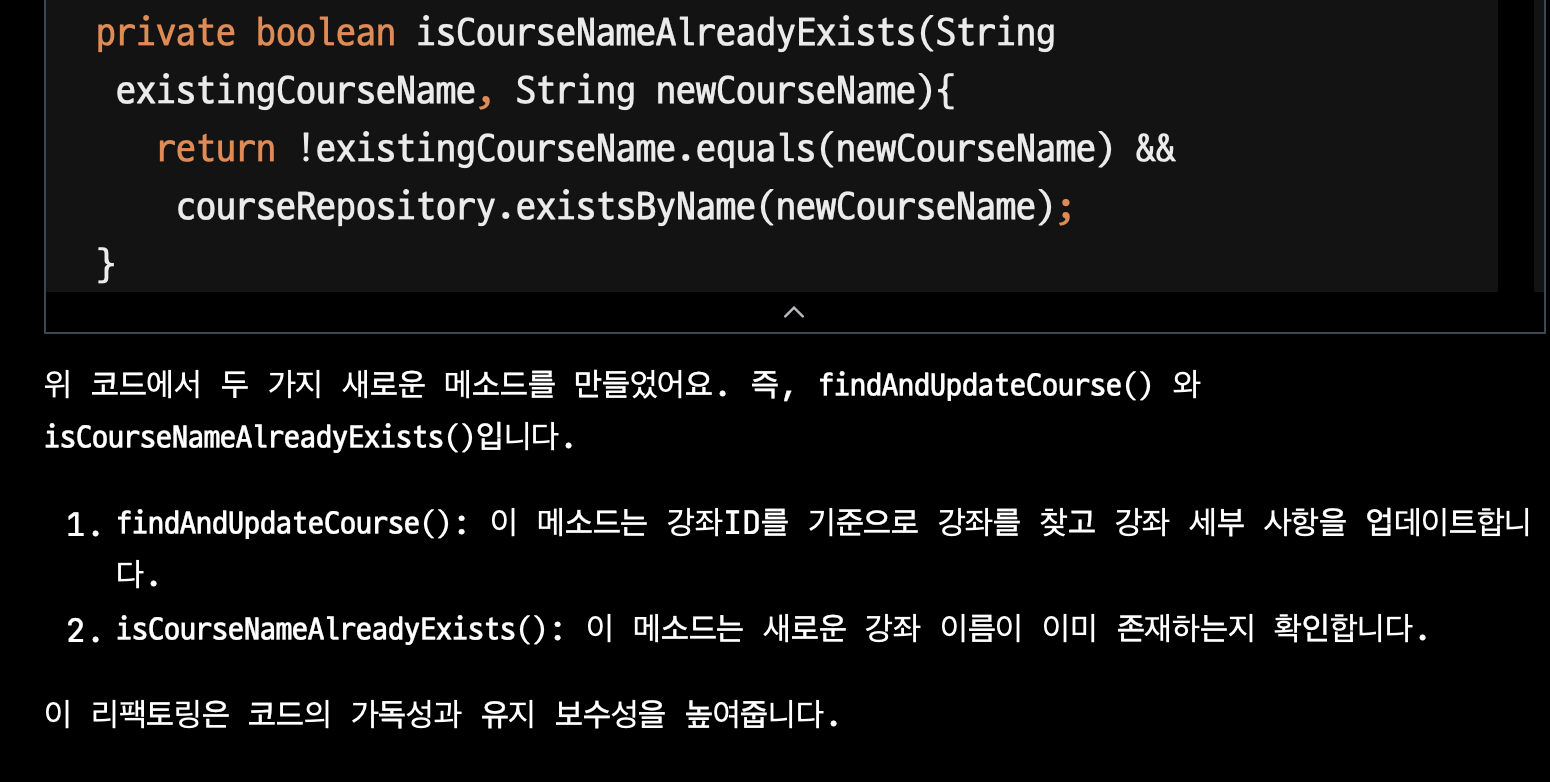 private boolean isCourseNameAlreadyExists(String
existingCourseName, String newCourseName){
return !existingCourseName.equals(newCourseName) &&
courseRepository.existsByName(newCourseName);
}
위 코드에서 두 가지 새로운 메소드를 만들었어요. 즉, findAndUpdateCourse() 와
isCourseNameAlreadyExists()입니다.
1. findAndUpdateCourse(): 이 메소드는 강좌ID를 기준으로 강좌를 찾고 강좌 세부 사항을 업데이트합니
다.
2. isCourseNameAlreadyExists(): 이 메소드는 새로운 강좌 이름이 이미 존재하는지 확인합니다.
이 리팩토링은 코드의 가독성과 유지 보수성을 높여줍니다.